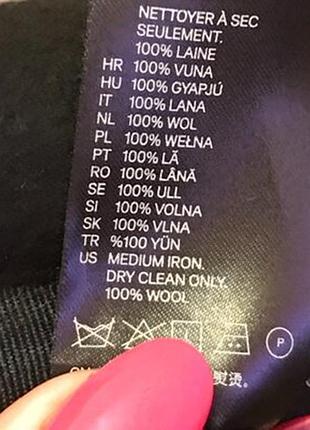 NETTOYER À SEC
SEULEMENT.
100% LAINE
HR 100% VUNA
HU 100% GYAPJÚ
IT 100% LANA
NL 100% WOL
PL 100% WEŁNA
PT 100% LÃ
RO 100% LÂNĂ
SE 100% ULL
SI 100% VOLNA
SK 100% VLNA
TR %100 YÜN
US MEDIUM IRON.
DRY CLEAN ONLY.
100% WOOL
P
熨烫。